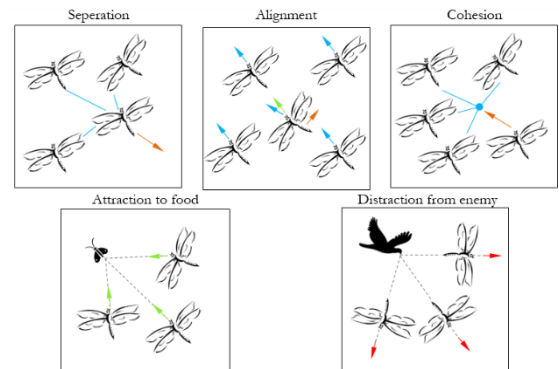 Seperation
Alignment
Cohesion
Attraction to food
Distraction from enemy